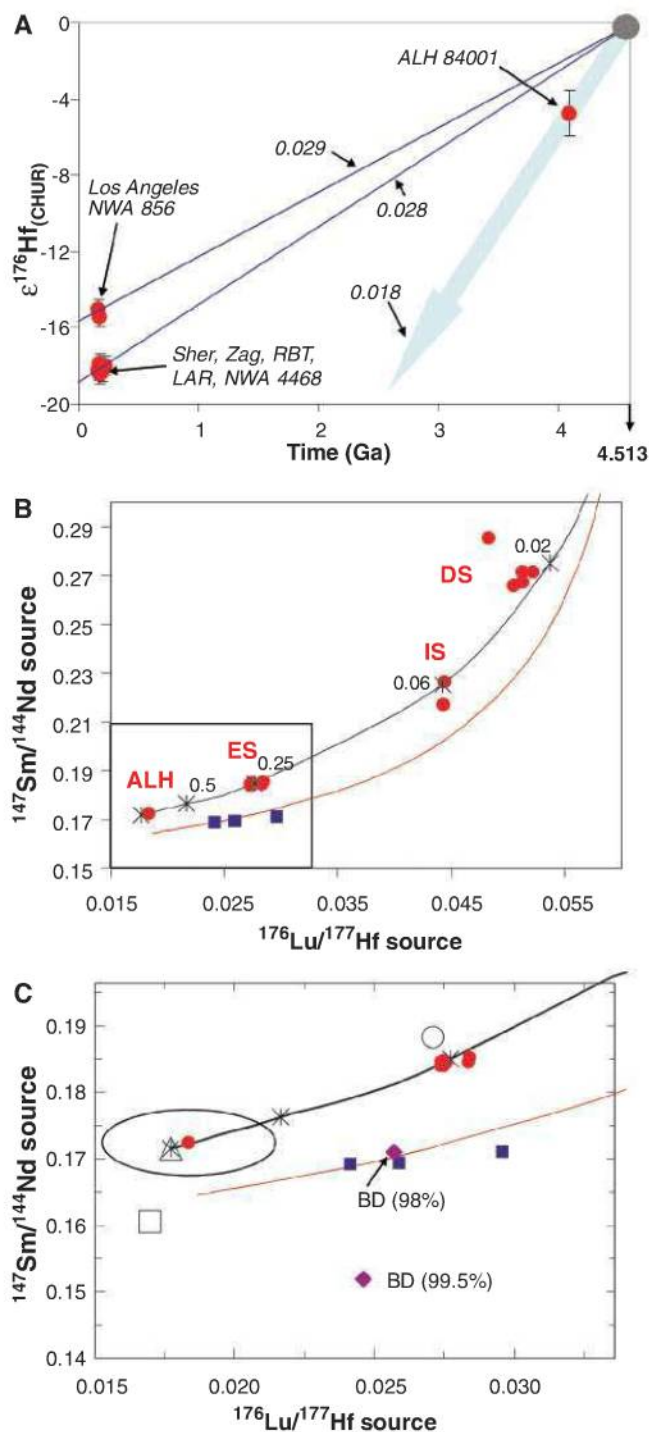 A
0
-4
-8
-12
-16
-20
ε176Hf(CHUR)
ALH 84001
0.029
0.028
0.018
Los Angeles
NWA 856
Sher, Zag, RBT,
LAR, NWA 4468
0 1 2 3 4
Time (Ga)
4.513
B
0.29
0.27
0.25
0.23
0.21
0.19
0.17
0.15
147Sm/144Nd source
0.02
DS
IS
0.06
ES
0.25
ALH
0.5
0.015 0.025 0.035 0.045 0.055
176Lu/177Hf source
C
0.19
0.18
0.17
0.16
0.15
0.14
147Sm/144Nd source
BD (98%)
BD (99.5%)
0.015 0.020 0.025 0.030
176Lu/177Hf source